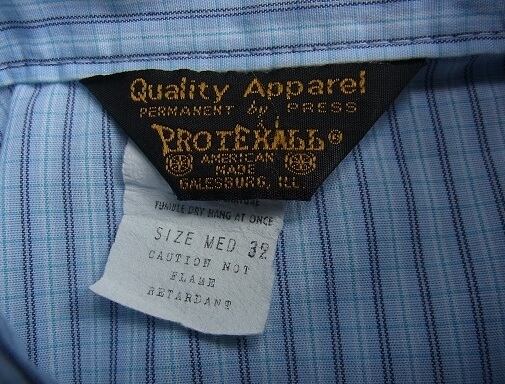 Quality Apparel
PERMANENT by PRESS
PROTEXALL ®
AMERICAN
MADE
GALESBURG, ILL
TUMBLE DRY HANG AT ONCE
SIZE MED 32
CAUTION NOT
FLAME
RETARDANT